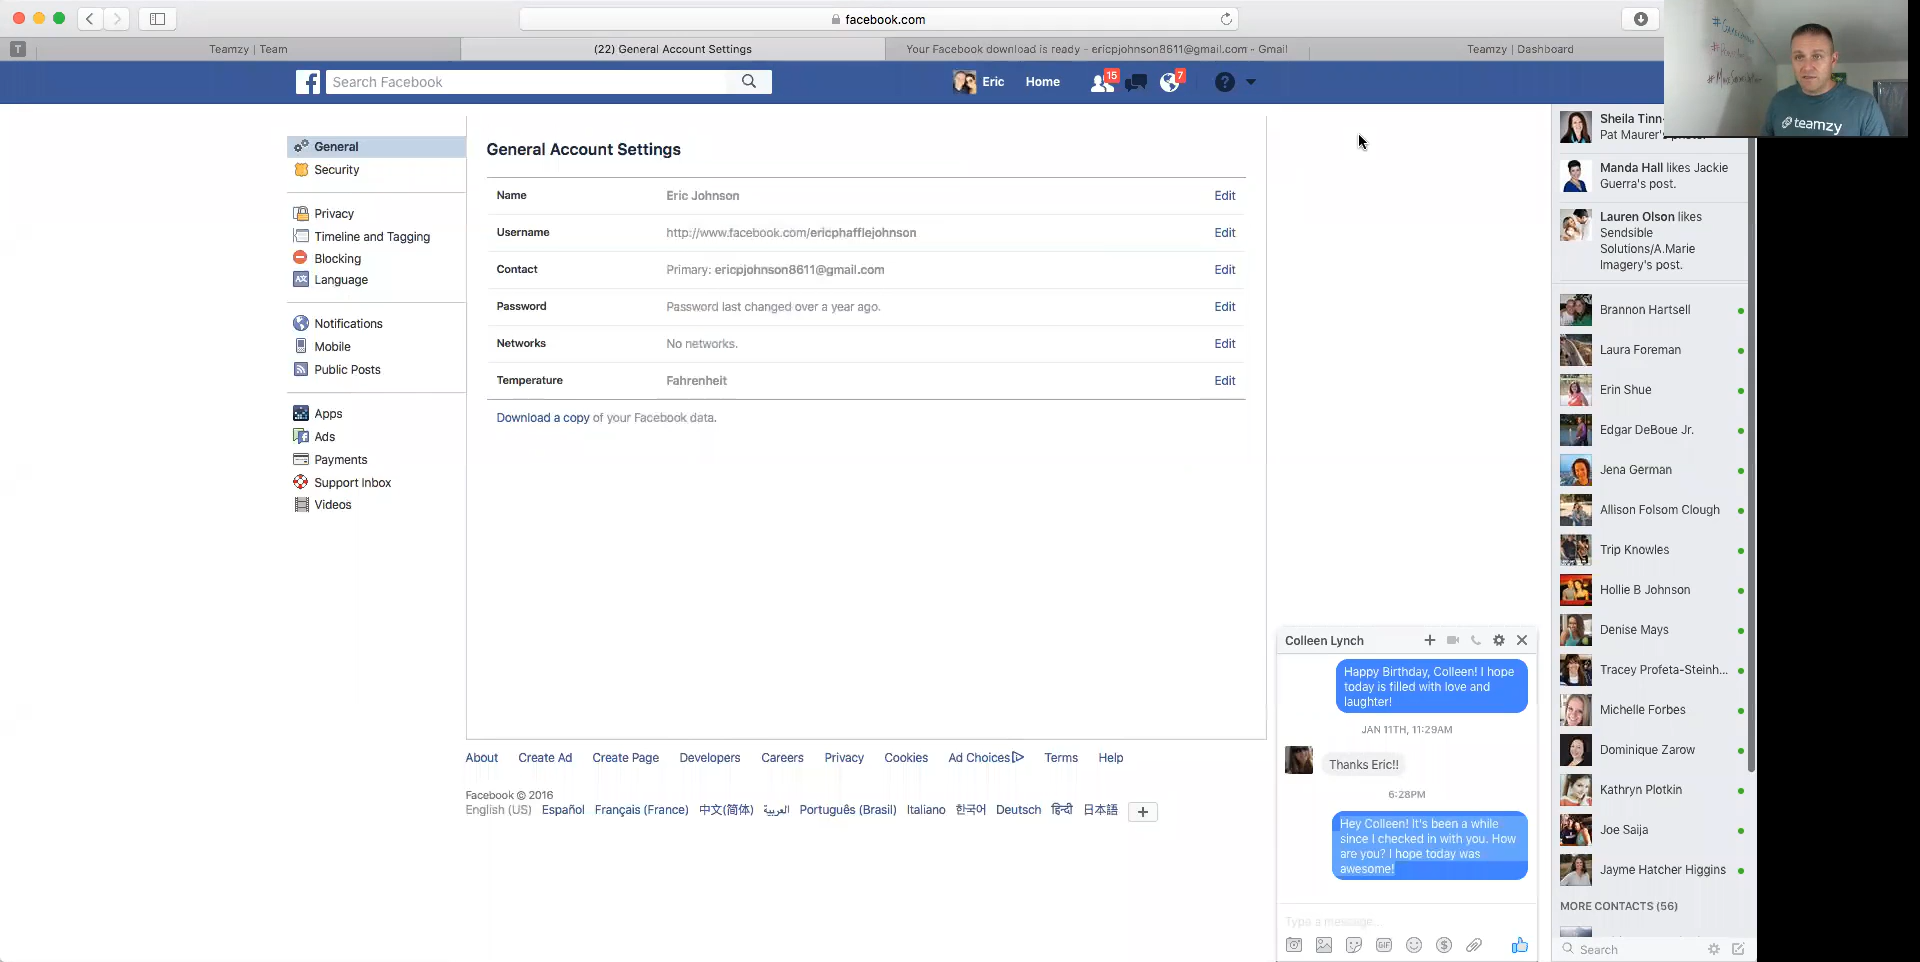 facebook.com
T
Teamzy | Team
(22) General Account Settings
Your Facebook download is ready - ericpjohnson8611@gmail.com - Gmail
Teamzy | Dashboard
Search Facebook
Eric
Home
15
7
?
General
Security
Privacy
Timeline and Tagging
Blocking
Language
Notifications
Mobile
Public Posts
Apps
Ads
Payments
Support Inbox
Videos
General Account Settings
Name Eric Johnson Edit
Username http://www.facebook.com/ericphafflejohnson Edit
Contact Primary: ericpjohnson8611@gmail.com Edit
Password Password last changed over a year ago. Edit
Networks No networks. Edit
Temperature Fahrenheit Edit
Download a copy of your Facebook data.
About Create Ad Create Page Developers Careers Privacy Cookies Ad Choices Terms Help
Facebook © 2016
English (US) Español Français (France) 中文(简体) العربية Português (Brasil) Italiano 한국어 Deutsch हिन्दी 日本語 +
Colleen Lynch
Happy Birthday, Colleen! I hope
today is filled with love and
laughter!
JAN 11TH, 11:29AM
Thanks Eric!!
6:28PM
Hey Colleen! It's been a while
since I checked in with you. How
are you? I hope today was
awesome!
Type a message...
GIF
$
teamzy
Sheila Tinn-
Pat Maurer's photo.
Manda Hall likes Jackie
Guerra's post.
Lauren Olson likes
Sendsible
Solutions/A.Marie
Imagery's post.
Brannon Hartsell
Laura Foreman
Erin Shue
Edgar DeBoue Jr.
Jena German
Allison Folsom Clough
Trip Knowles
Hollie B Johnson
Denise Mays
Tracey Profeta-Steinh...
Michelle Forbes
Dominique Zarow
Kathryn Plotkin
Joe Saija
Jayme Hatcher Higgins
MORE CONTACTS (56)
Search